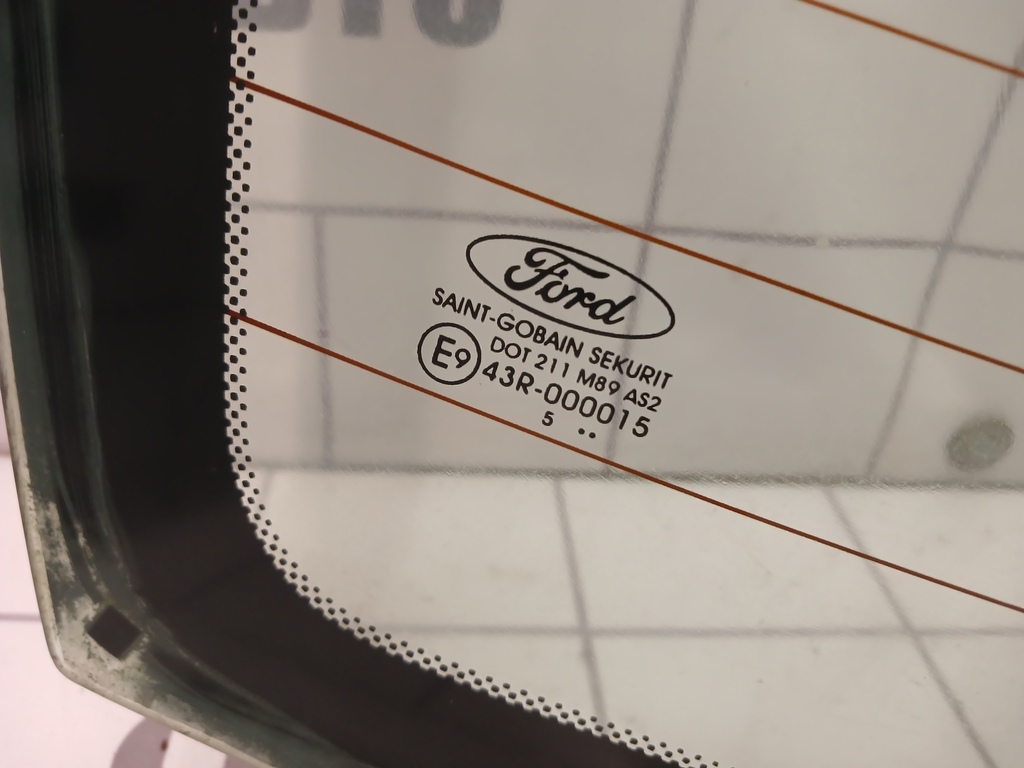 Ford
SAINT-GOBAIN SEKURIT
DOT 211 M89 AS2
E9 43R-000015
5 ..